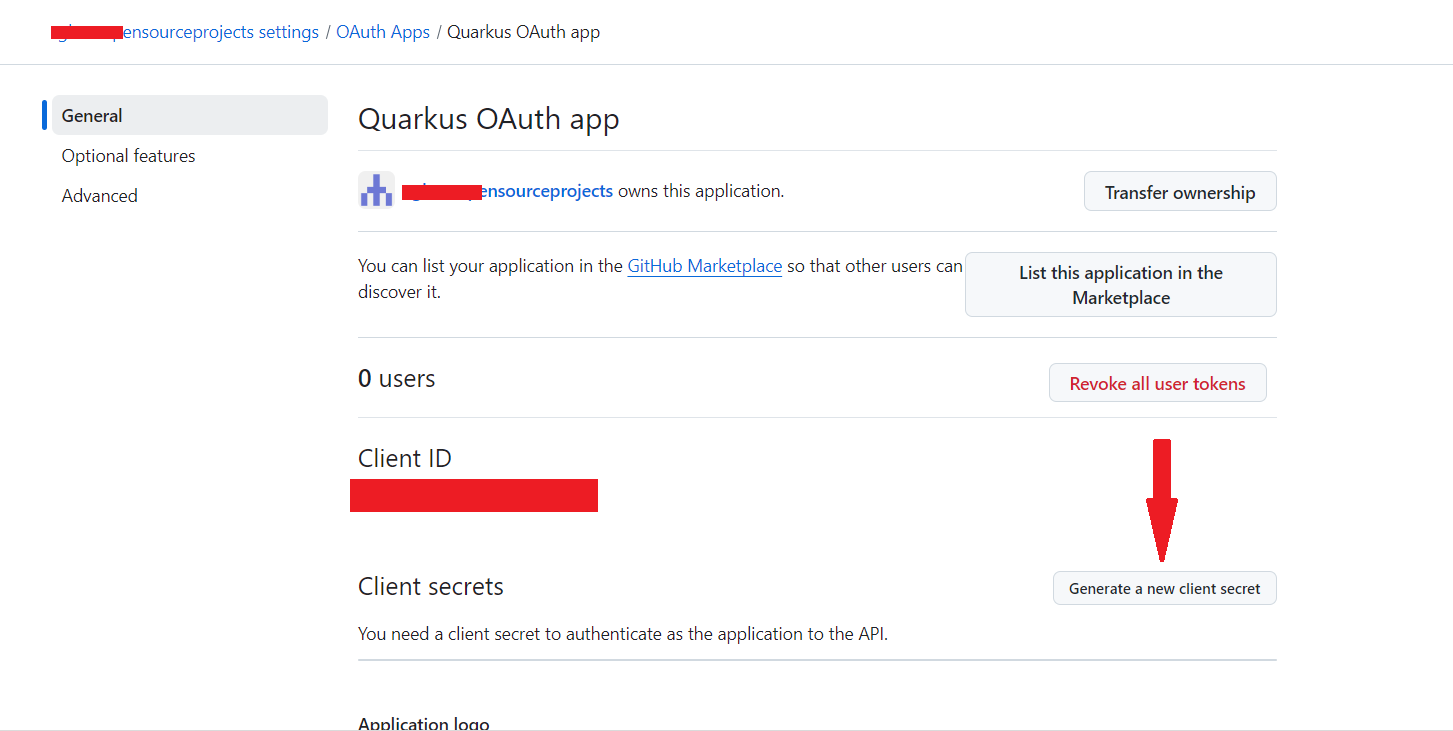 ensourceprojects settings / OAuth Apps / Quarkus OAuth app
General
Optional features
Advanced
Quarkus OAuth app
ensourceprojects owns this application.
Transfer ownership
You can list your application in the GitHub Marketplace so that other users can
discover it.
List this application in the
Marketplace
0 users
Revoke all user tokens
Client ID
Client secrets
Generate a new client secret
You need a client secret to authenticate as the application to the API.
Application logo